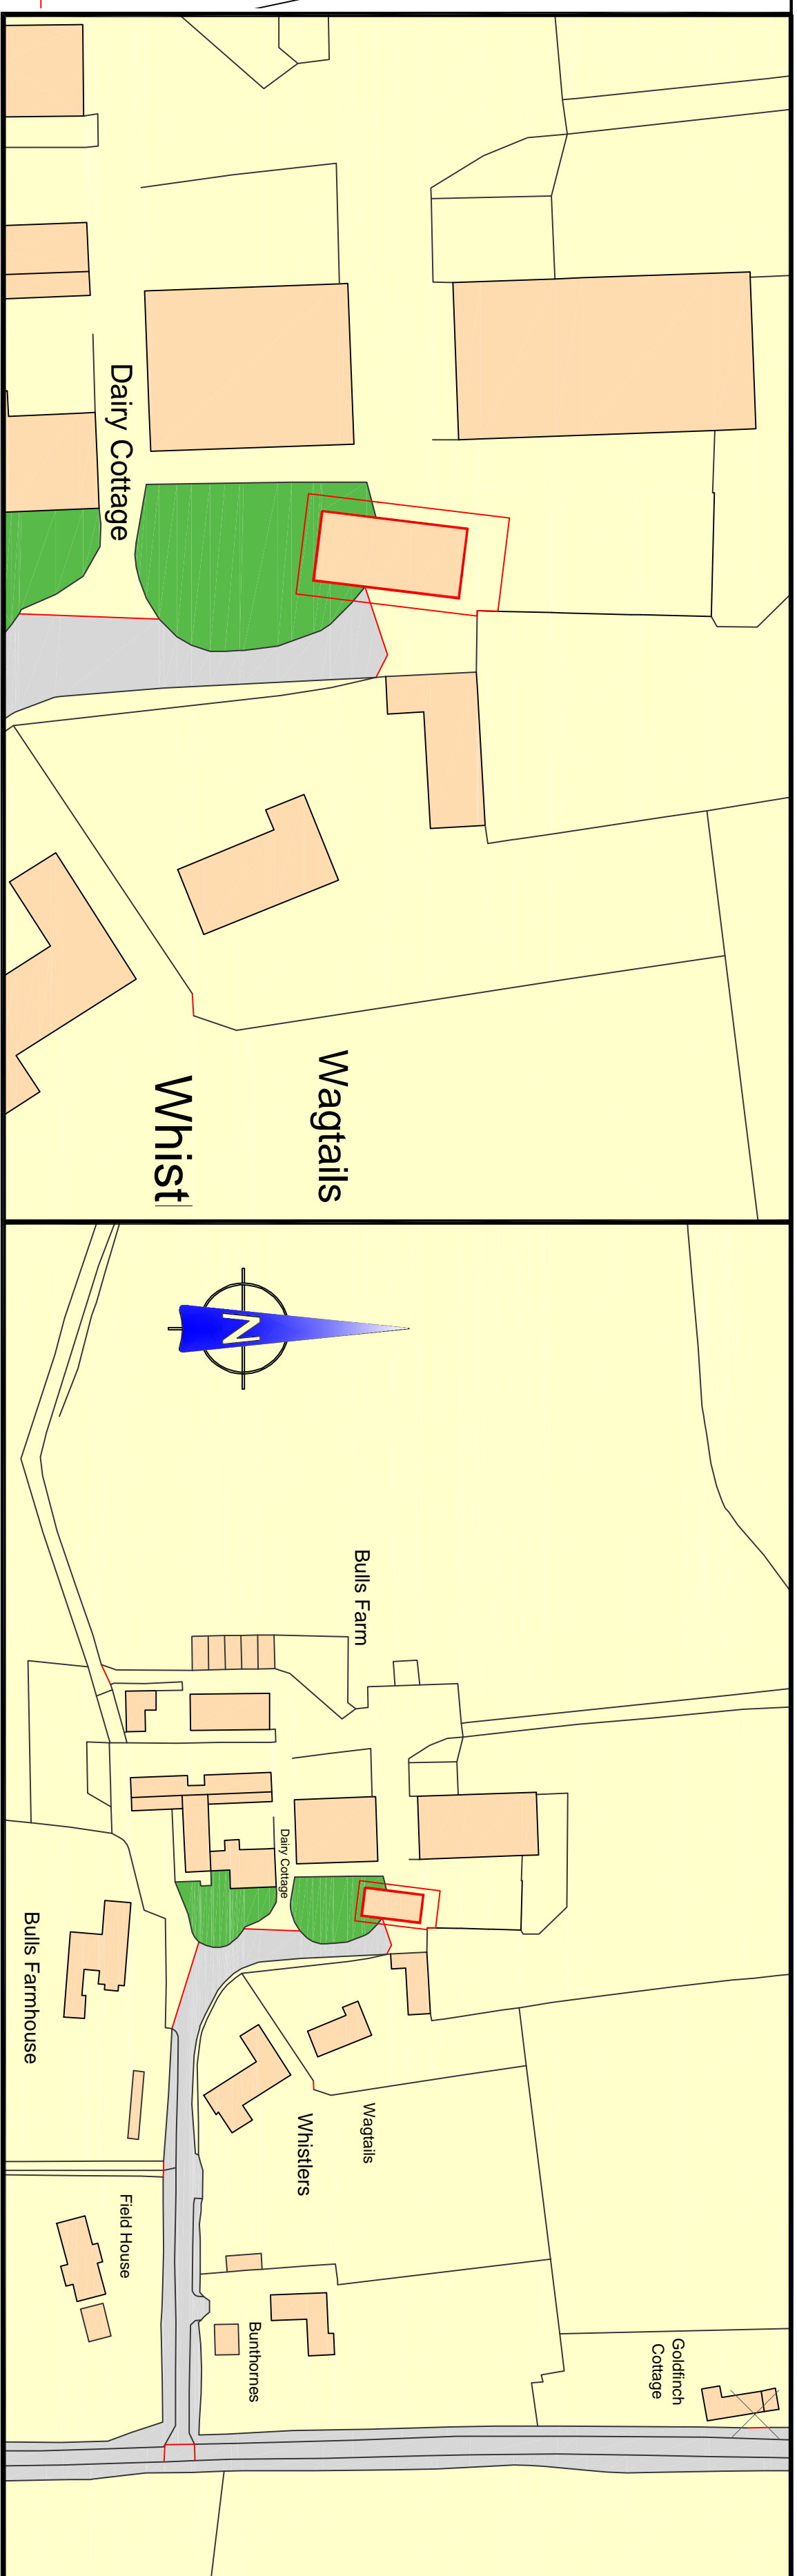 Dairy Cottage
Wagtails
Whist
N
Bulls Farm
Dairy Cottage
Bulls Farmhouse
Wagtails
Whistlers
Field House
Bunthornes
Goldfinch
Cottage